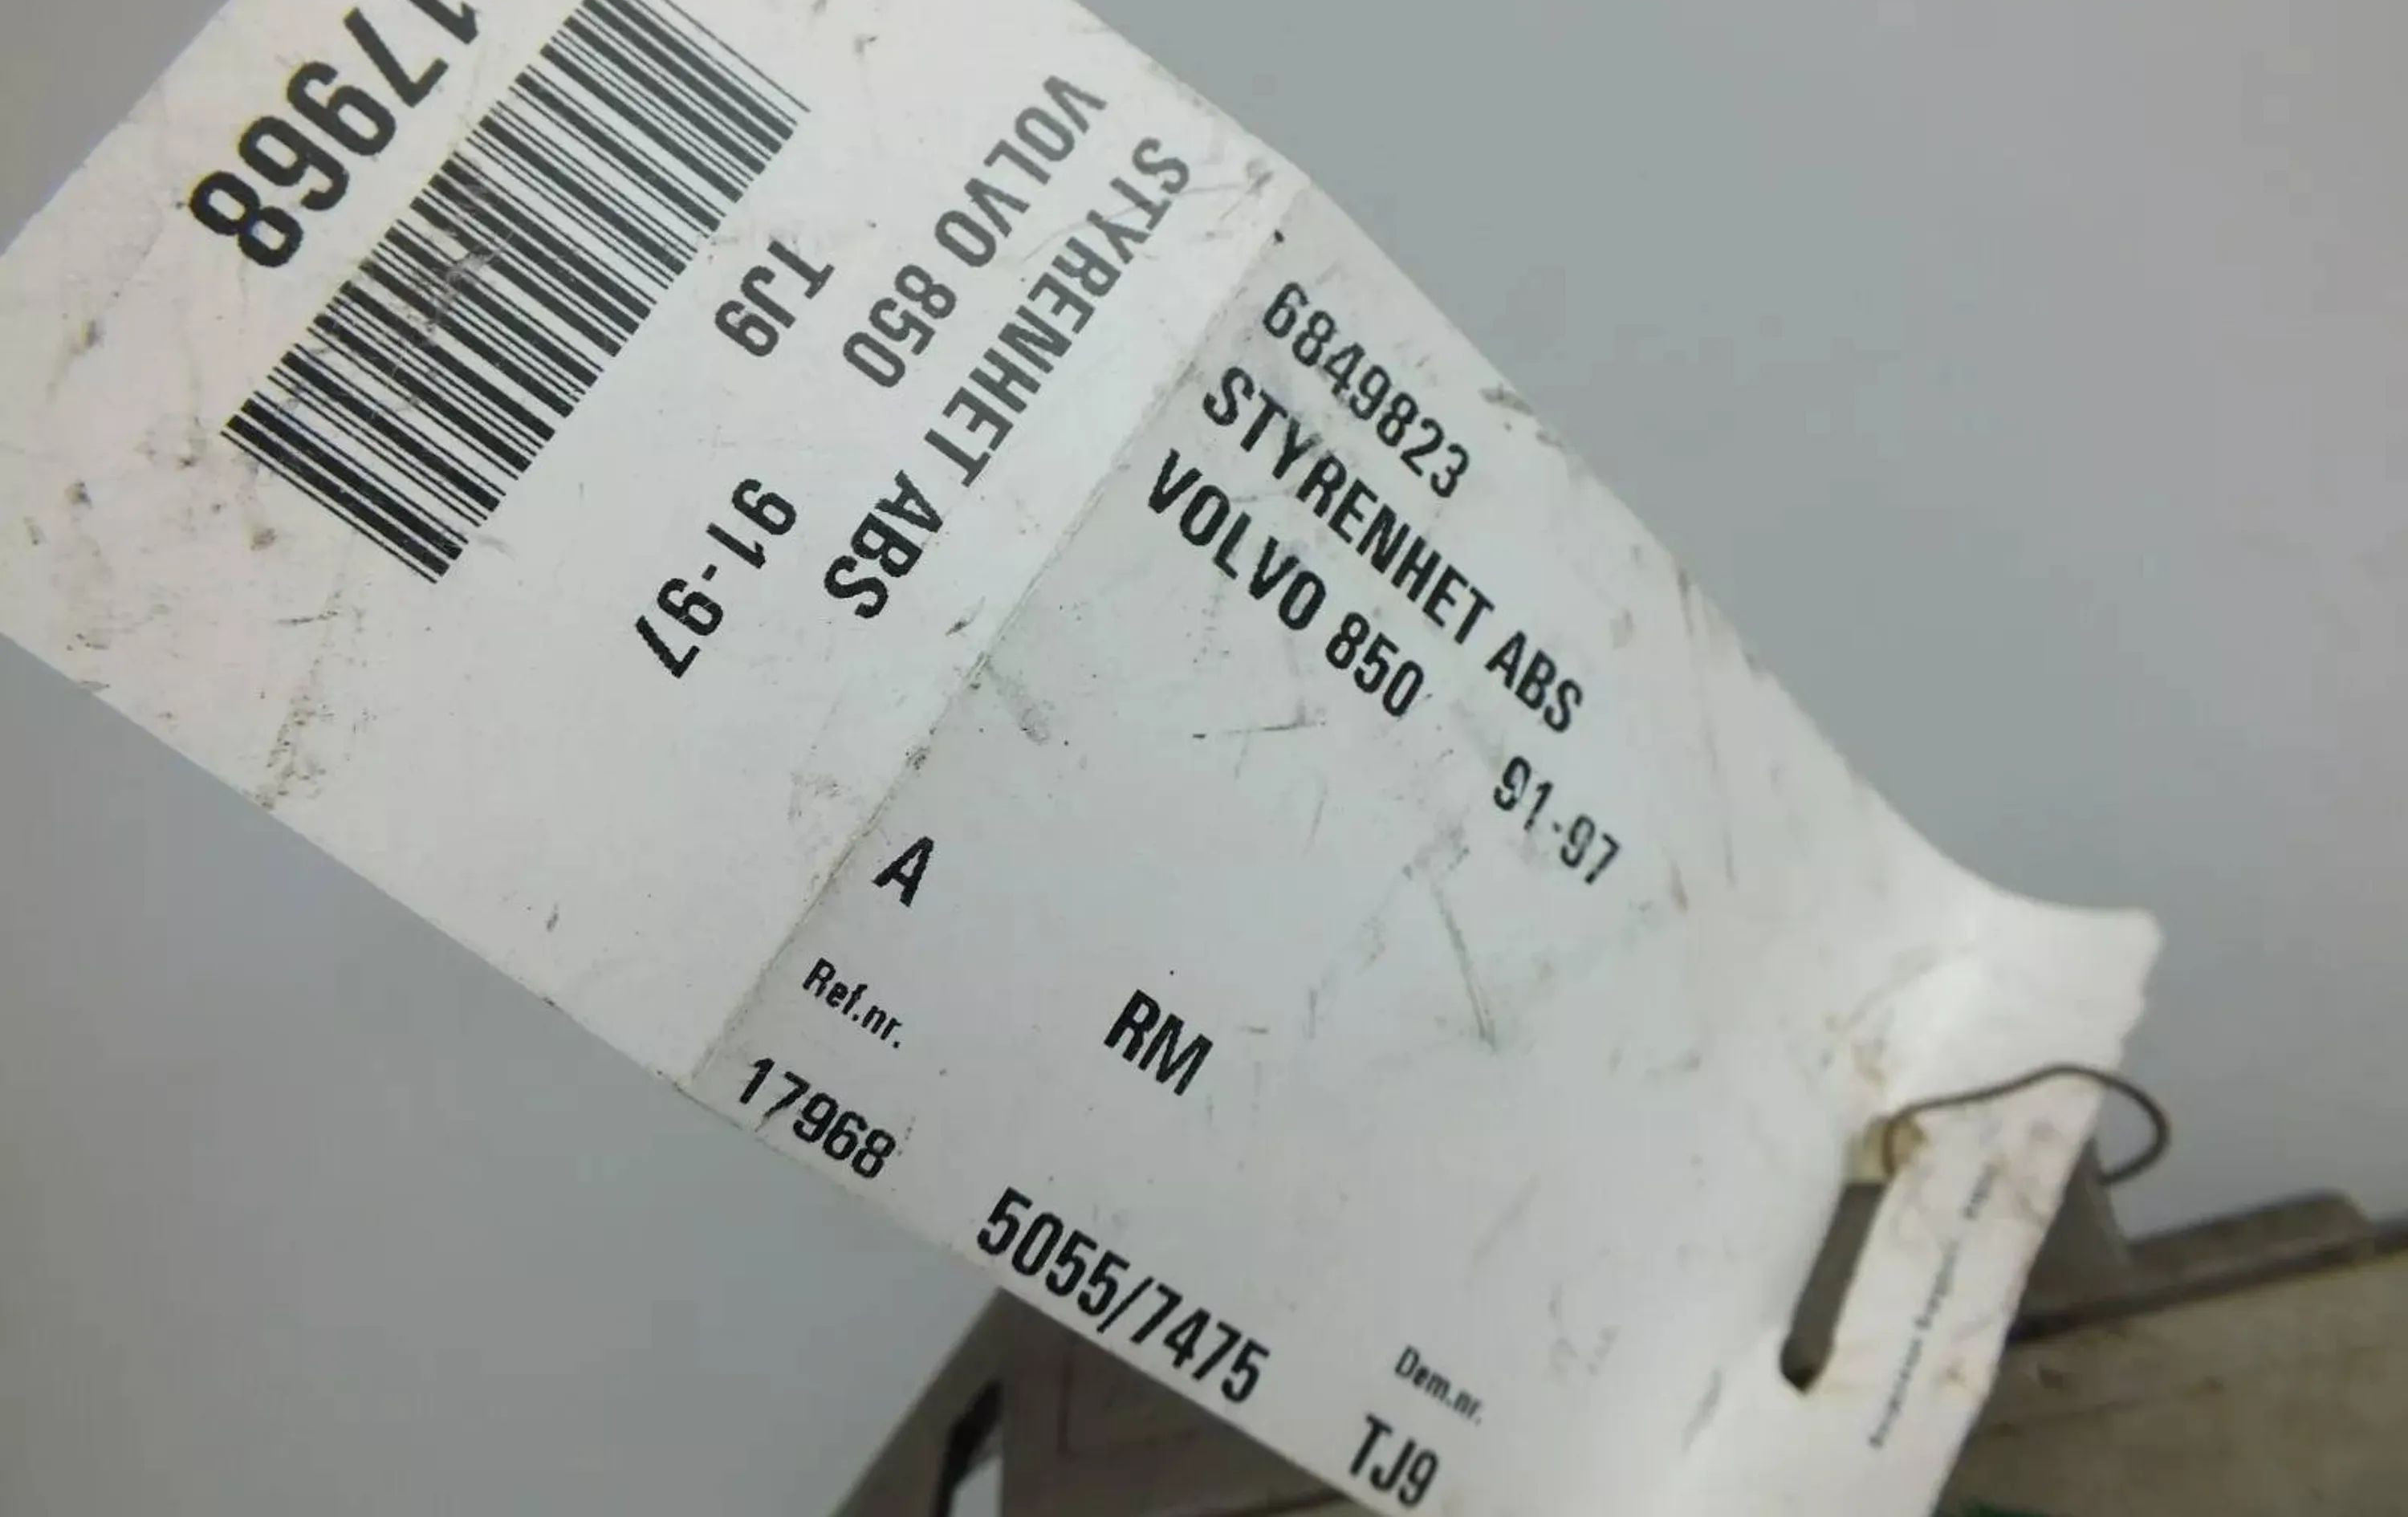 17968
TJ9
VOLVO 850
91-97
STYRENHET ABS
6849823
STYRENHET ABS
VOLVO 850
91-97
A
RM
Ref.nr.
17968
5055/7475
Dem.nr.
TJ9